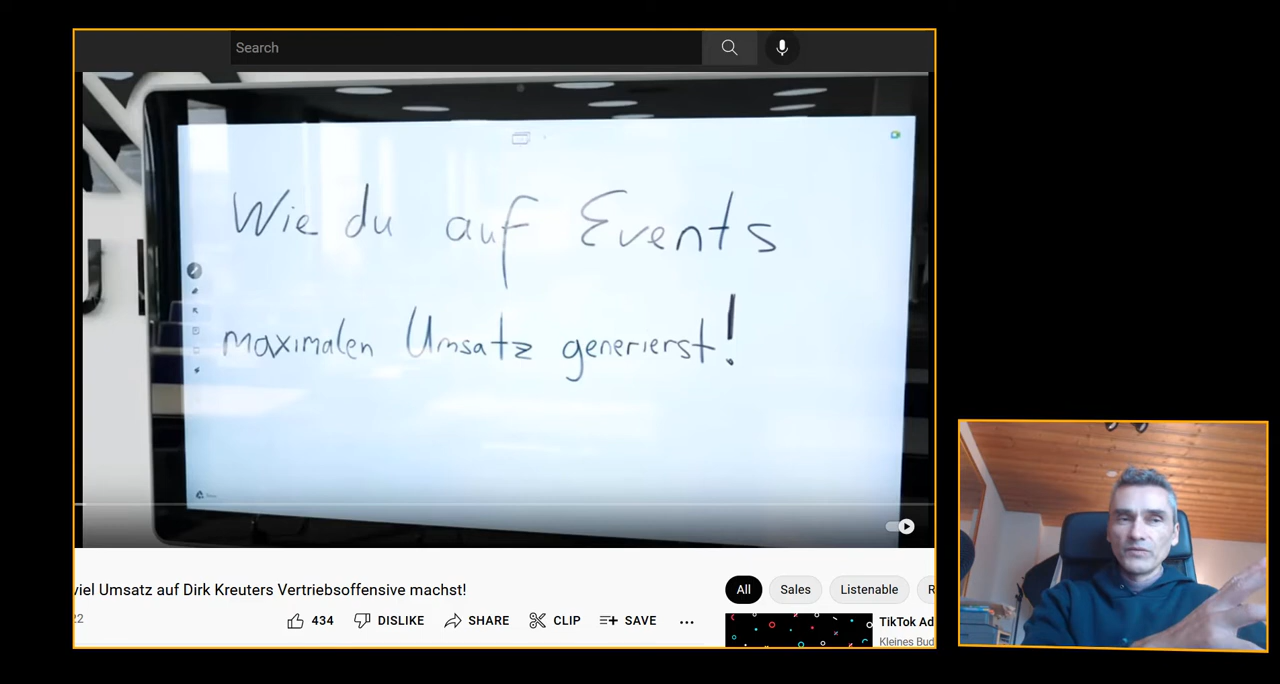 Search
Wie du auf Events
maximalen Umsatz generierst!
viel Umsatz auf Dirk Kreuters Vertriebsoffensive machst!
22
434
DISLIKE
SHARE
CLIP
SAVE
All
Sales
Listenable
R
TikTok Ad
Kleines Bud